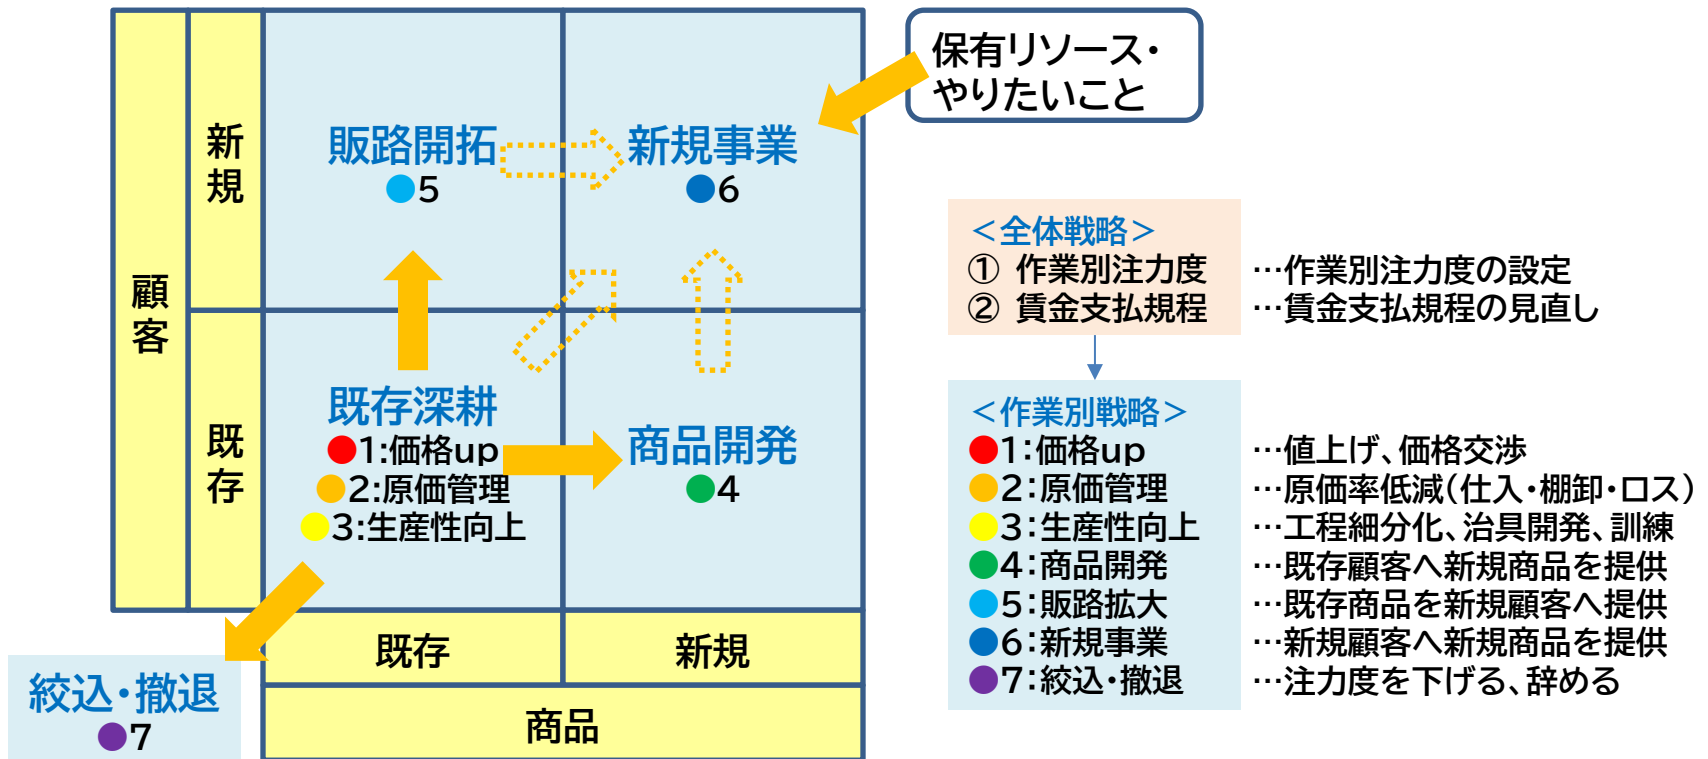 保有リソース・
やりたいこと
顧客
新規
既存
販路開拓
●5
新規事業
●6
既存深耕
●1:価格up
●2:原価管理
●3:生産性向上
商品開発
●4
既存
新規
商品
絞込・撤退
●7
＜全体戦略＞
① 作業別注力度 …作業別注力度の設定
② 賃金支払規程 …賃金支払規程の見直し
＜作業別戦略＞
●1：価格up …値上げ、価格交渉
●2：原価管理 …原価率低減（仕入・棚卸・ロス）
●3：生産性向上 …工程細分化、治具開発、訓練
●4：商品開発 …既存顧客へ新規商品を提供
●5：販路拡大 …既存商品を新規顧客へ提供
●6：新規事業 …新規顧客へ新規商品を提供
●7：絞込・撤退 …注力度を下げる、辞める